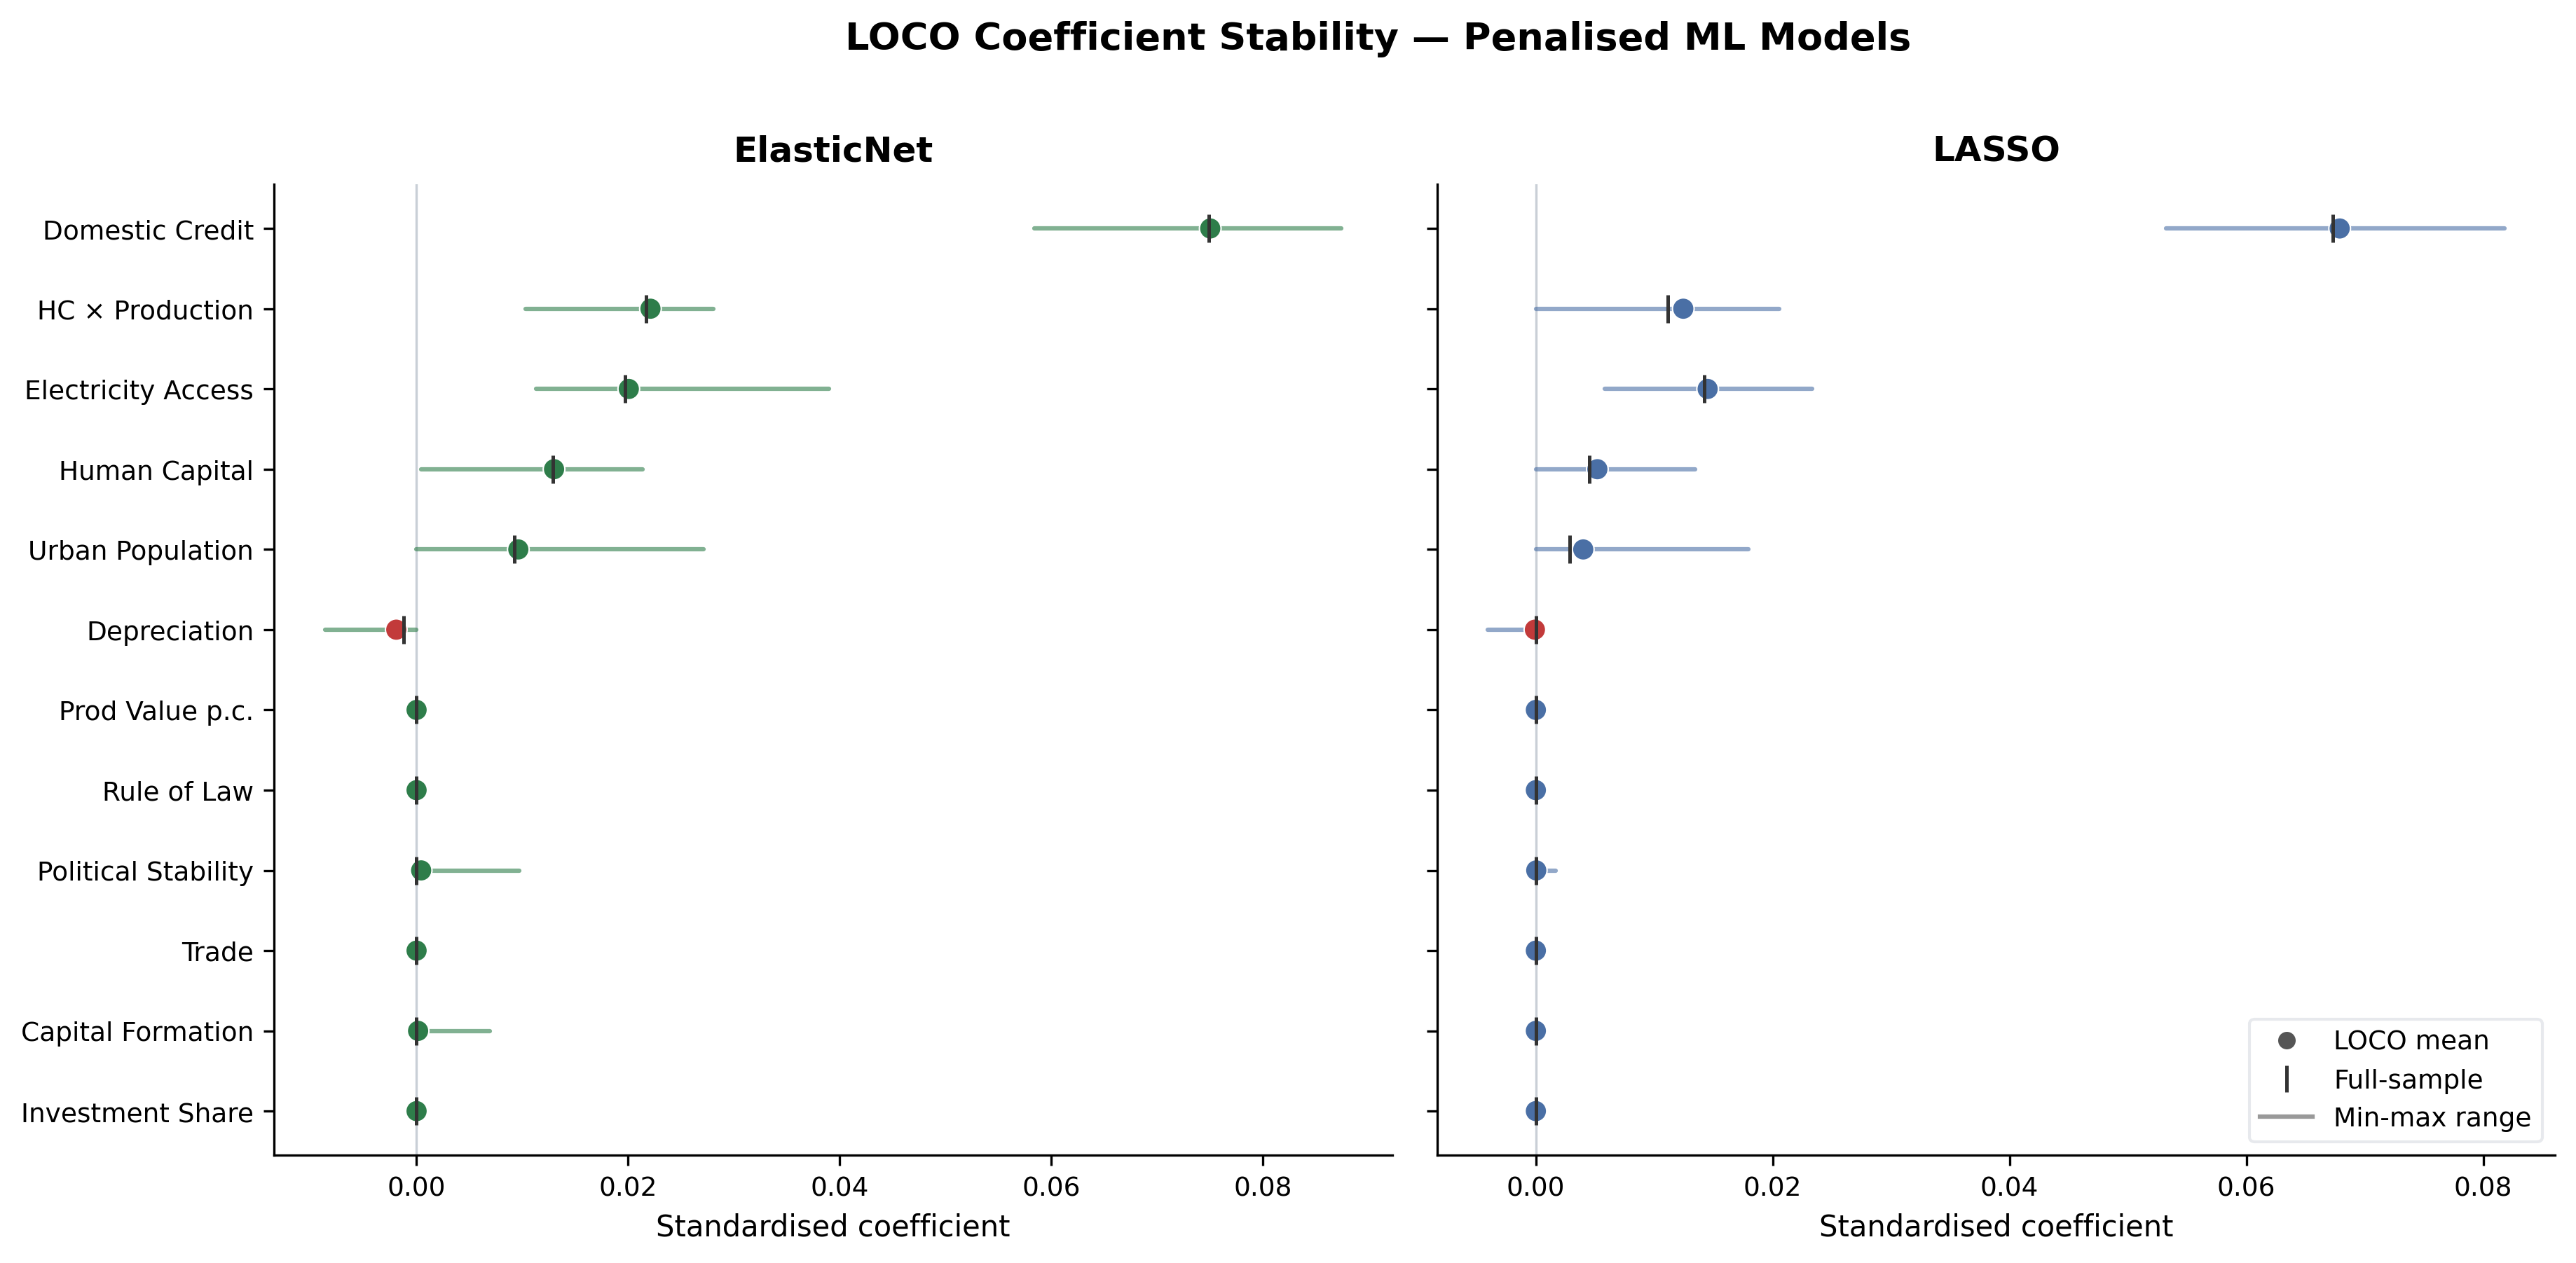 LOCO Coefficient Stability — Penalised ML Models
ElasticNet
LASSO
Domestic Credit
HC × Production
Electricity Access
Human Capital
Urban Population
Depreciation
Prod Value p.c.
Rule of Law
Political Stability
Trade
Capital Formation
Investment Share
0.00 0.02 0.04 0.06 0.08
Standardised coefficient
0.00 0.02 0.04 0.06 0.08
Standardised coefficient
LOCO mean
Full-sample
Min-max range